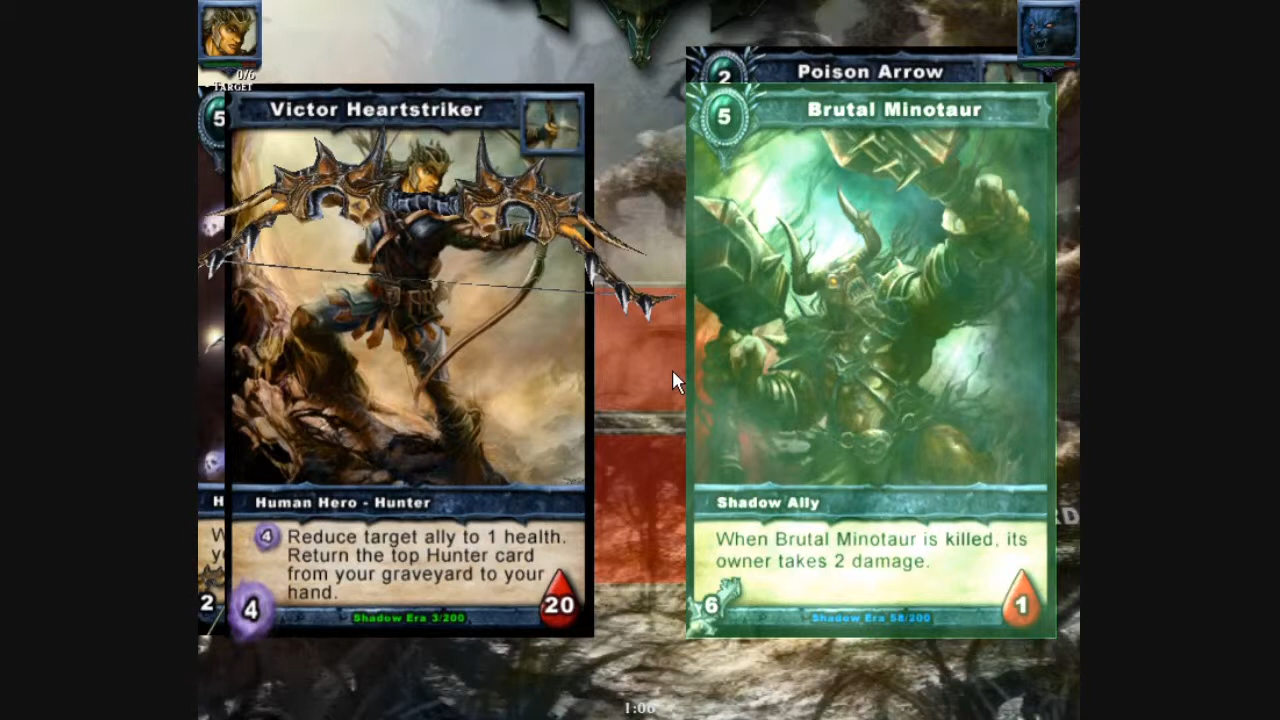 0/6
TARGET
2
Poison Arrow
5
5
Victor Heartstriker
Brutal Minotaur
H
Human Hero - Hunter
Shadow Ally
4
Reduce target ally to 1 health.
Return the top Hunter card
from your graveyard to your
hand.
When Brutal Minotaur is killed, its
owner takes 2 damage.
2
4
20
Shadow Era 3/200
6
1
Shadow Era 58/200
1:06